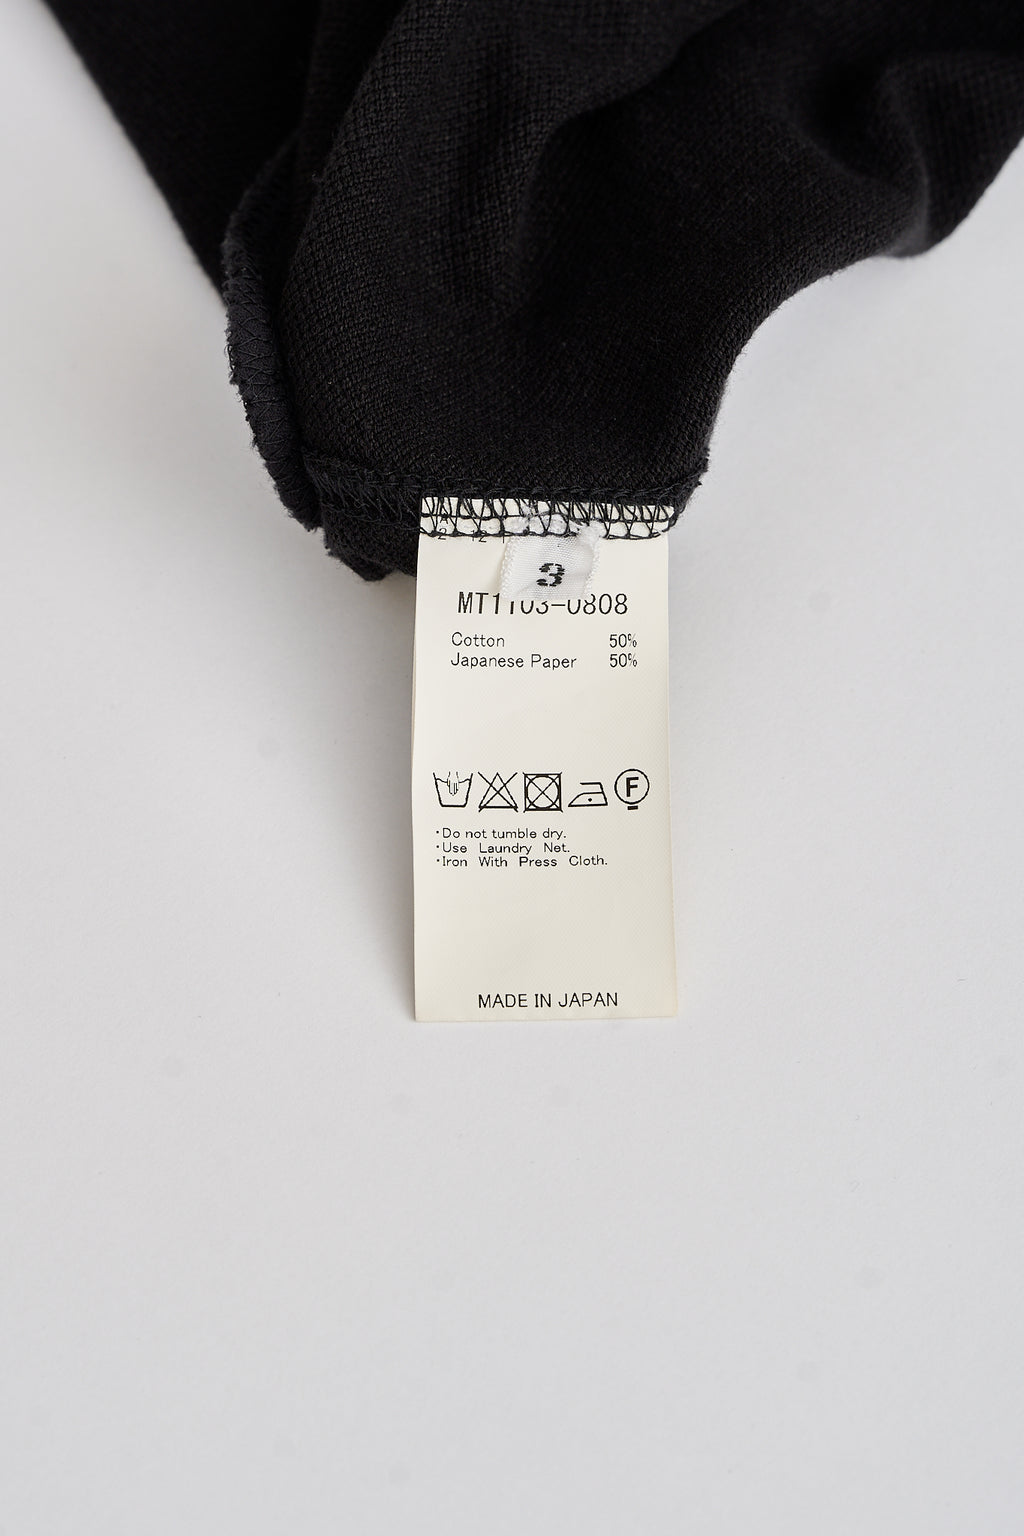 3
MT1103-0808
Cotton 50%
Japanese Paper 50%
F
・Do not tumble dry.
・Use Laundry Net.
・Iron With Press Cloth.
MADE IN JAPAN